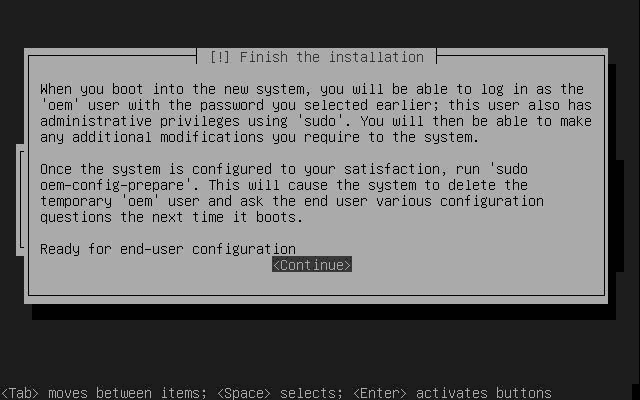 [!] Finish the installation
When you boot into the new system, you will be able to log in as the
'oem' user with the password you selected earlier; this user also has
administrative privileges using 'sudo'. You will then be able to make
any additional modifications you require to the system.
Once the system is configured to your satisfaction, run 'sudo
oem-config-prepare'. This will cause the system to delete the
temporary 'oem' user and ask the end user various configuration
questions the next time it boots.
Ready for end-user configuration
<Continue>
<Tab> moves between items; <Space> selects; <Enter> activates buttons